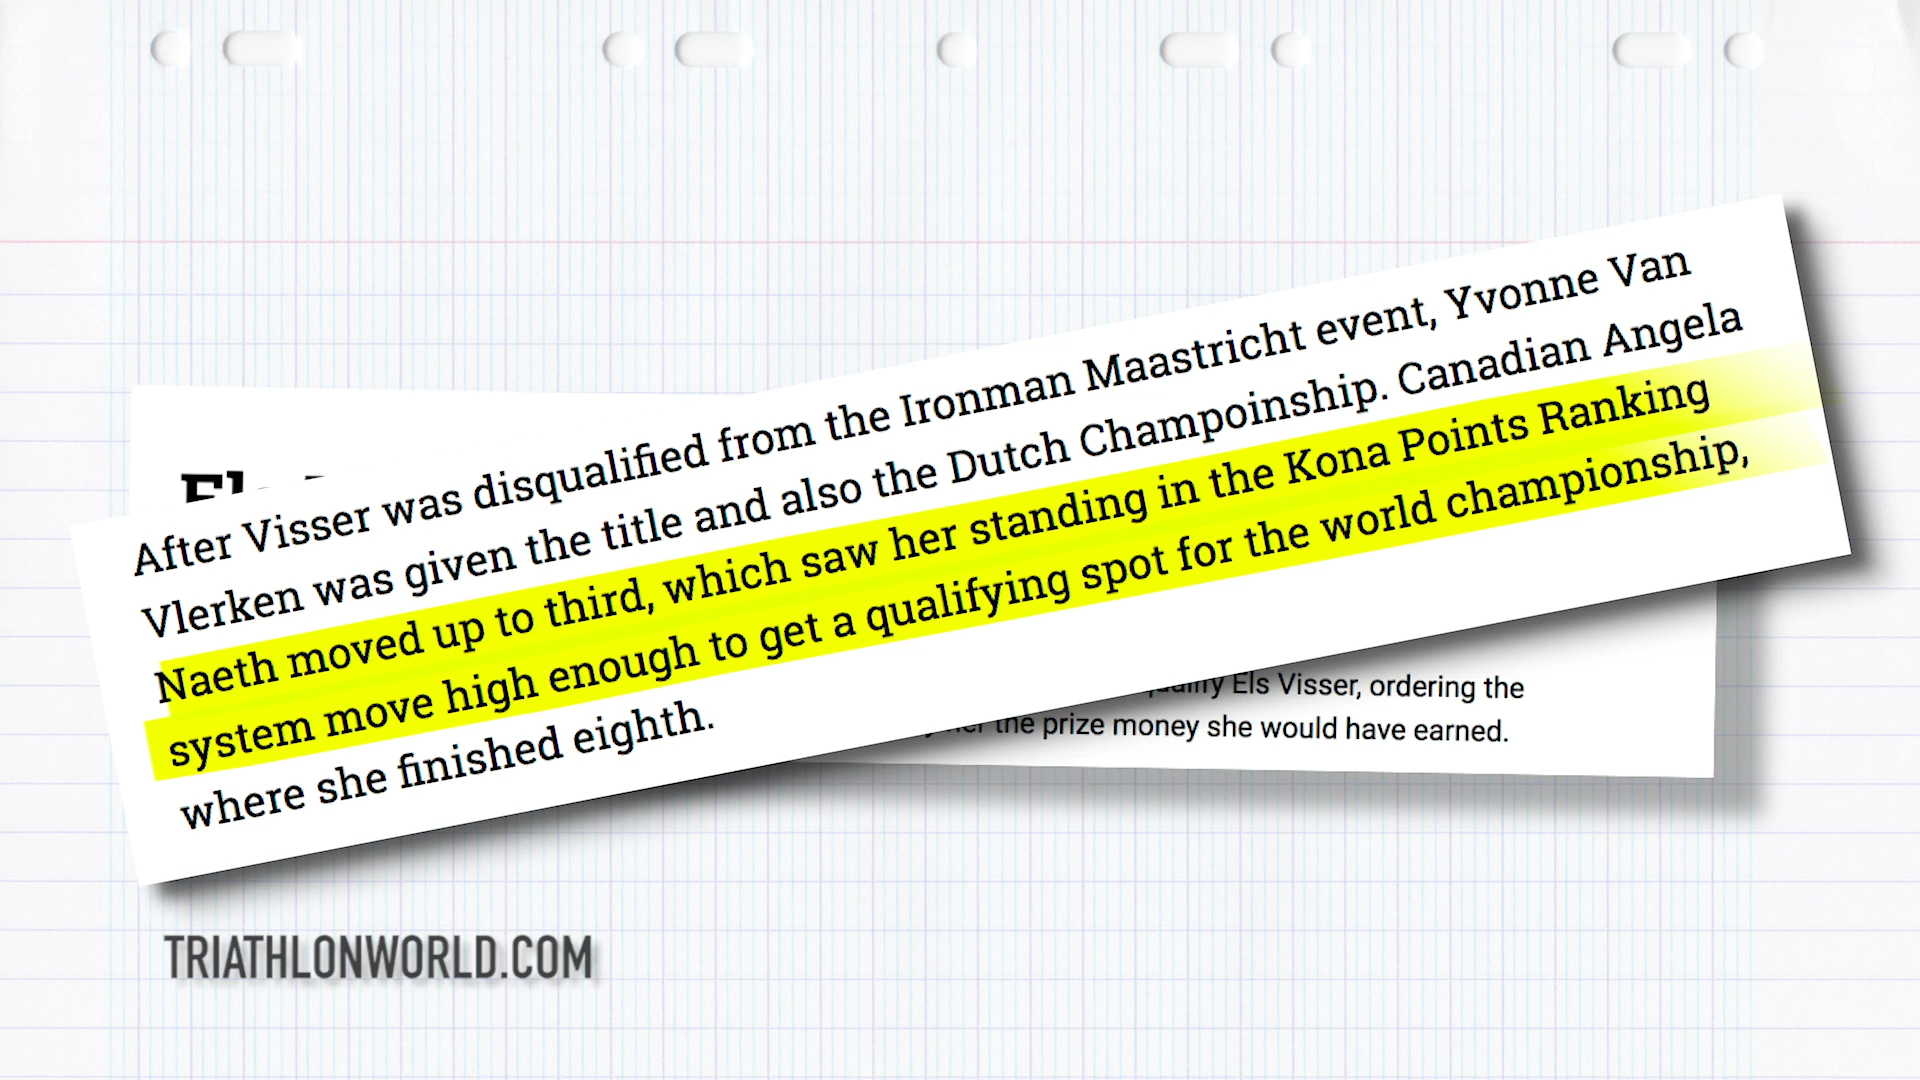 After Visser was disqualified from the Ironman Maastricht event, Yvonne Van
Vlerken was given the title and also the Dutch Champoinship. Canadian Angela
Naeth moved up to third, which saw her standing in the Kona Points Ranking
system move high enough to get a qualifying spot for the world championship,
where she finished eighth.
Els Visser, ordering the
the prize money she would have earned.
TRIATHLONWORLD.COM